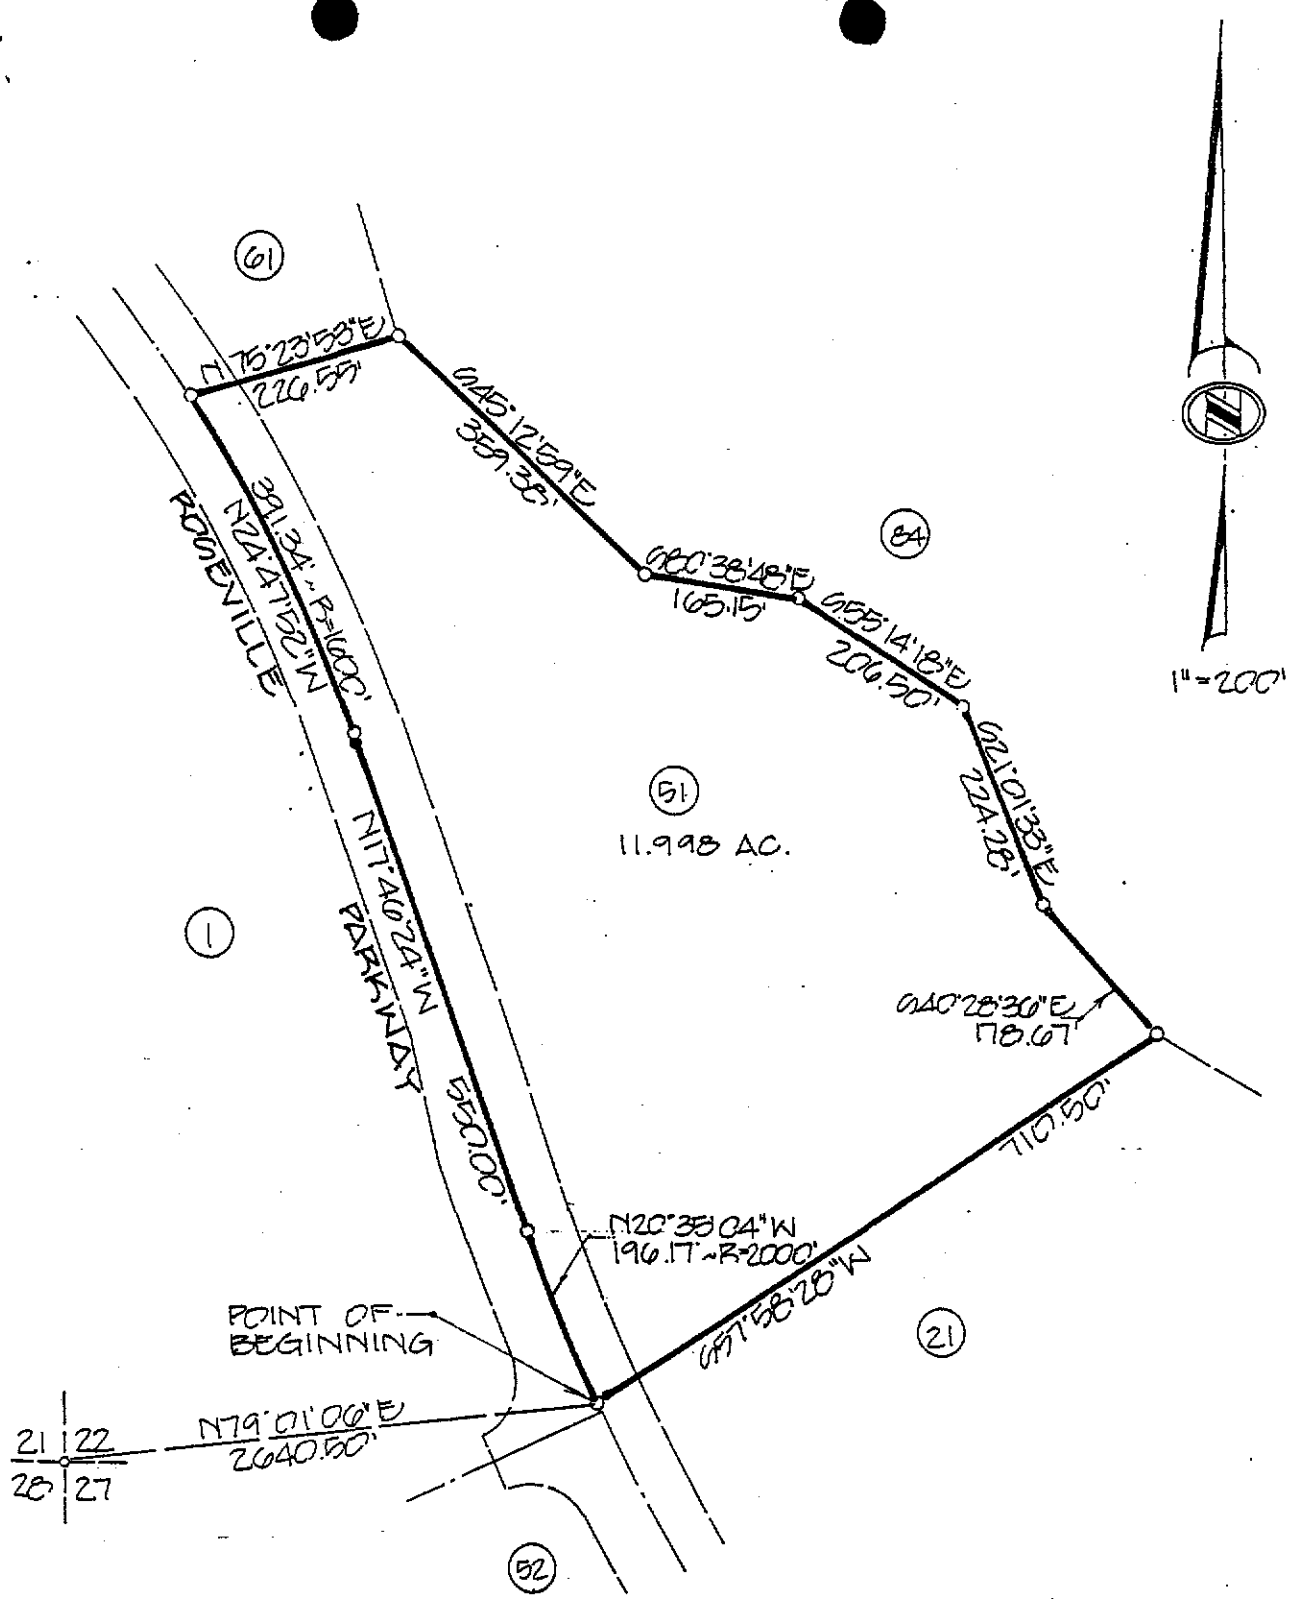 61
N 75°23'53"E
226.55'
S45°12'59"E
359.38'
84
391.34' ~ R=1600'
N24°47'52"W
ROSEVILLE
S80°38'48"E
165.15'
S55°14'18"E
206.50'
1"=200'
S21°01'33"E
224.28'
51
11.998 AC.
N17°46'24"W
550.00'
1
PARKWAY
S40°28'36"E
178.67'
710.50'
N20°35'04"W
196.17' ~ R=2000'
S57°58'28"W
POINT OF
BEGINNING
21
N79°01'06"E
2640.50'
21 22
28 27
52